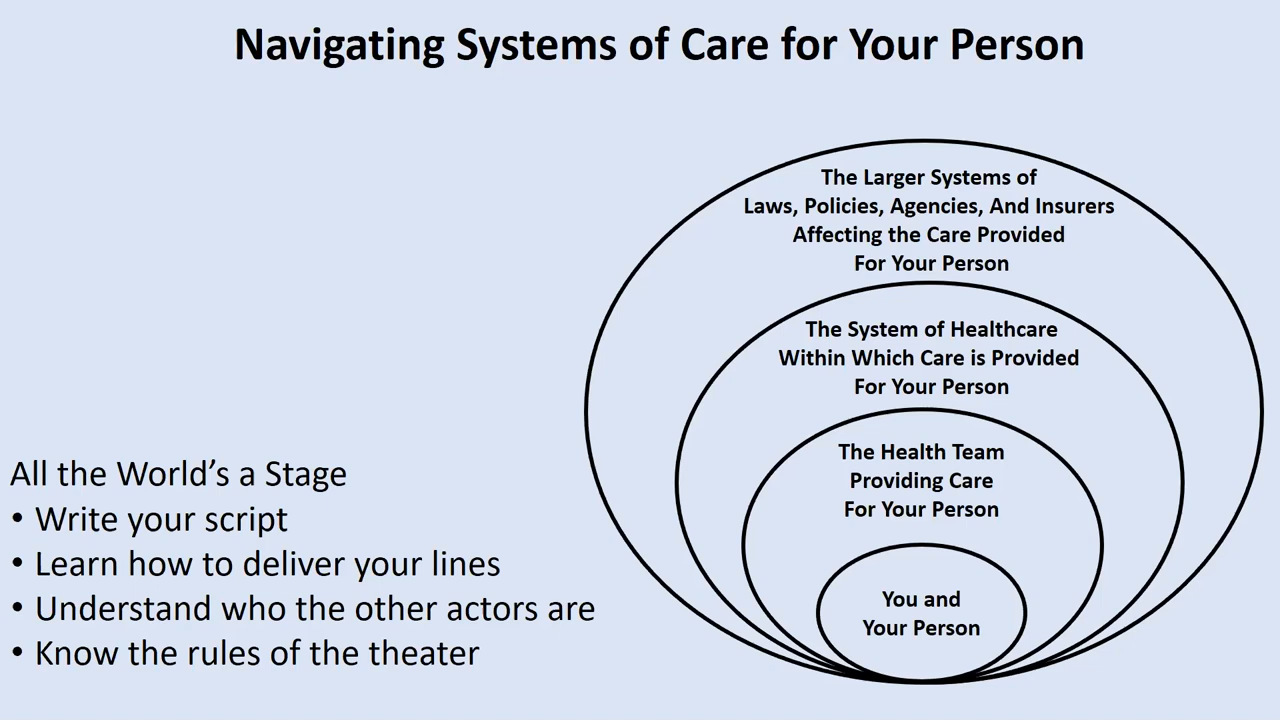 Navigating Systems of Care for Your Person
The Larger Systems of
Laws, Policies, Agencies, And Insurers
Affecting the Care Provided
For Your Person
The System of Healthcare
Within Which Care is Provided
For Your Person
The Health Team
Providing Care
For Your Person
You and
Your Person
All the World’s a Stage
• Write your script
• Learn how to deliver your lines
• Understand who the other actors are
• Know the rules of the theater